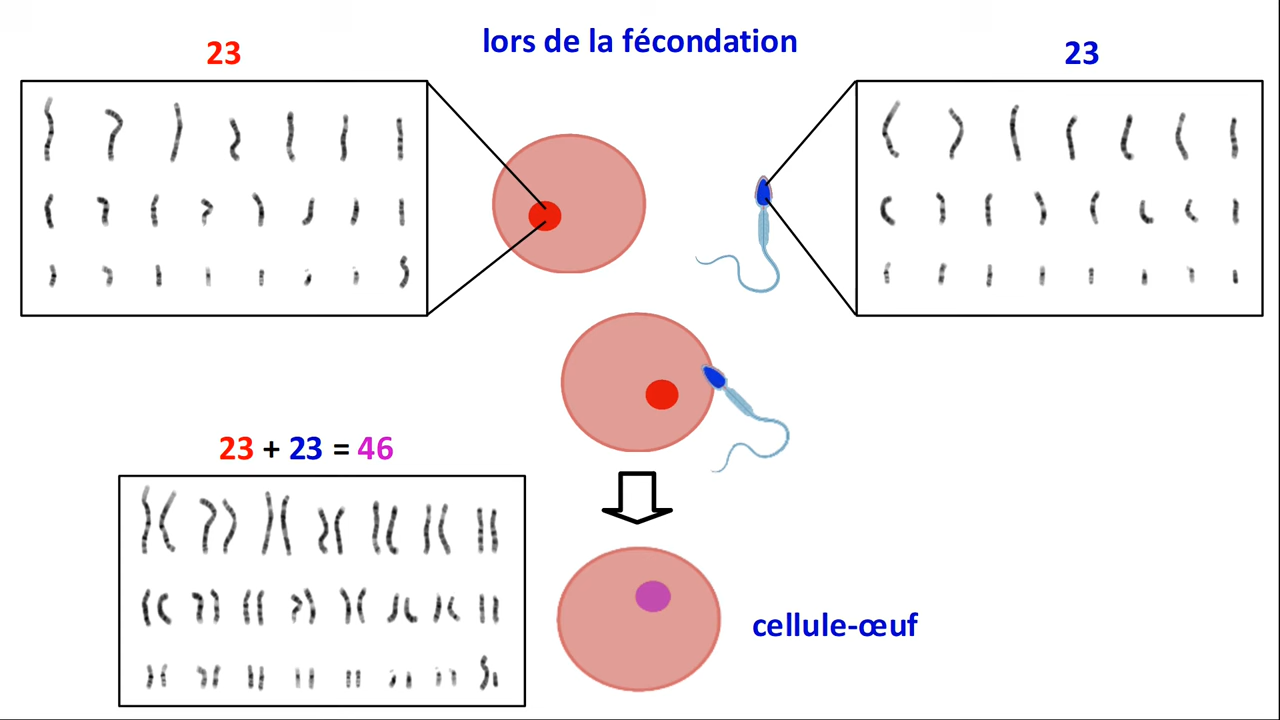 lors de la fécondation
23
23
23 + 23 = 46
cellule-œuf